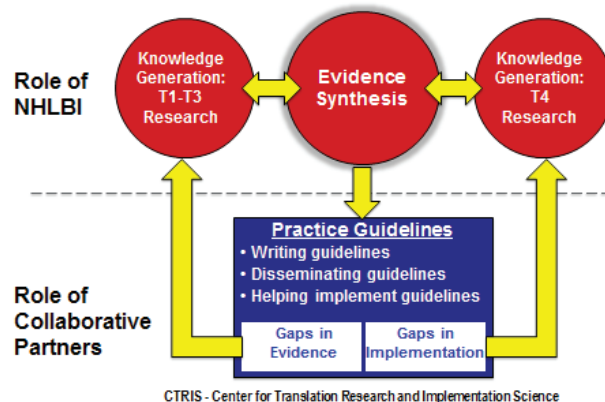 Role of
NHLBI
Knowledge
Generation:
T1-T3
Research
Evidence
Synthesis
Knowledge
Generation:
T4
Research
Role of
Collaborative
Partners
Practice Guidelines
• Writing guidelines
• Disseminating guidelines
• Helping implement guidelines
Gaps in
Evidence
Gaps in
Implementation
CTRIS - Center for Translation Research and Implementation Science